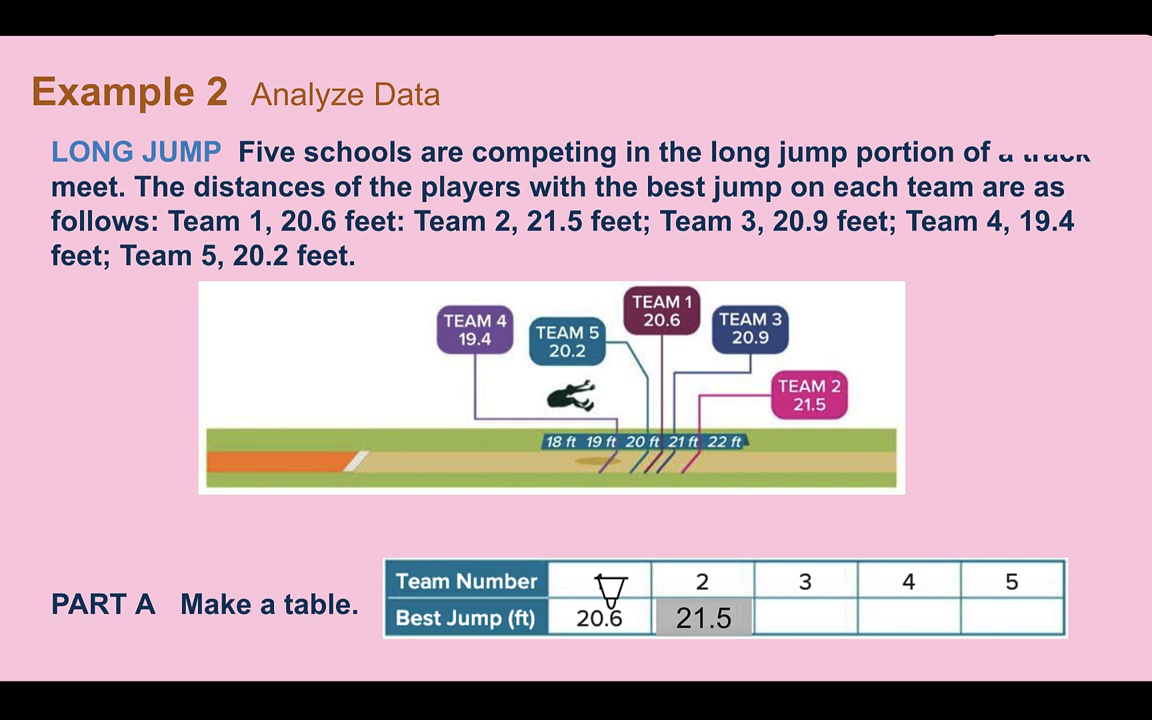 Example 2 Analyze Data
LONG JUMP Five schools are competing in the long jump portion of a track
meet. The distances of the players with the best jump on each team are as
follows: Team 1, 20.6 feet: Team 2, 21.5 feet; Team 3, 20.9 feet; Team 4, 19.4
feet; Team 5, 20.2 feet.
TEAM 4
19.4
TEAM 5
20.2
TEAM 1
20.6
TEAM 3
20.9
TEAM 2
21.5
18 ft 19 ft 20 ft 21 ft 22 ft
PART A Make a table.
Team Number 2 3 4 5
Best Jump (ft) 20.6 21.5